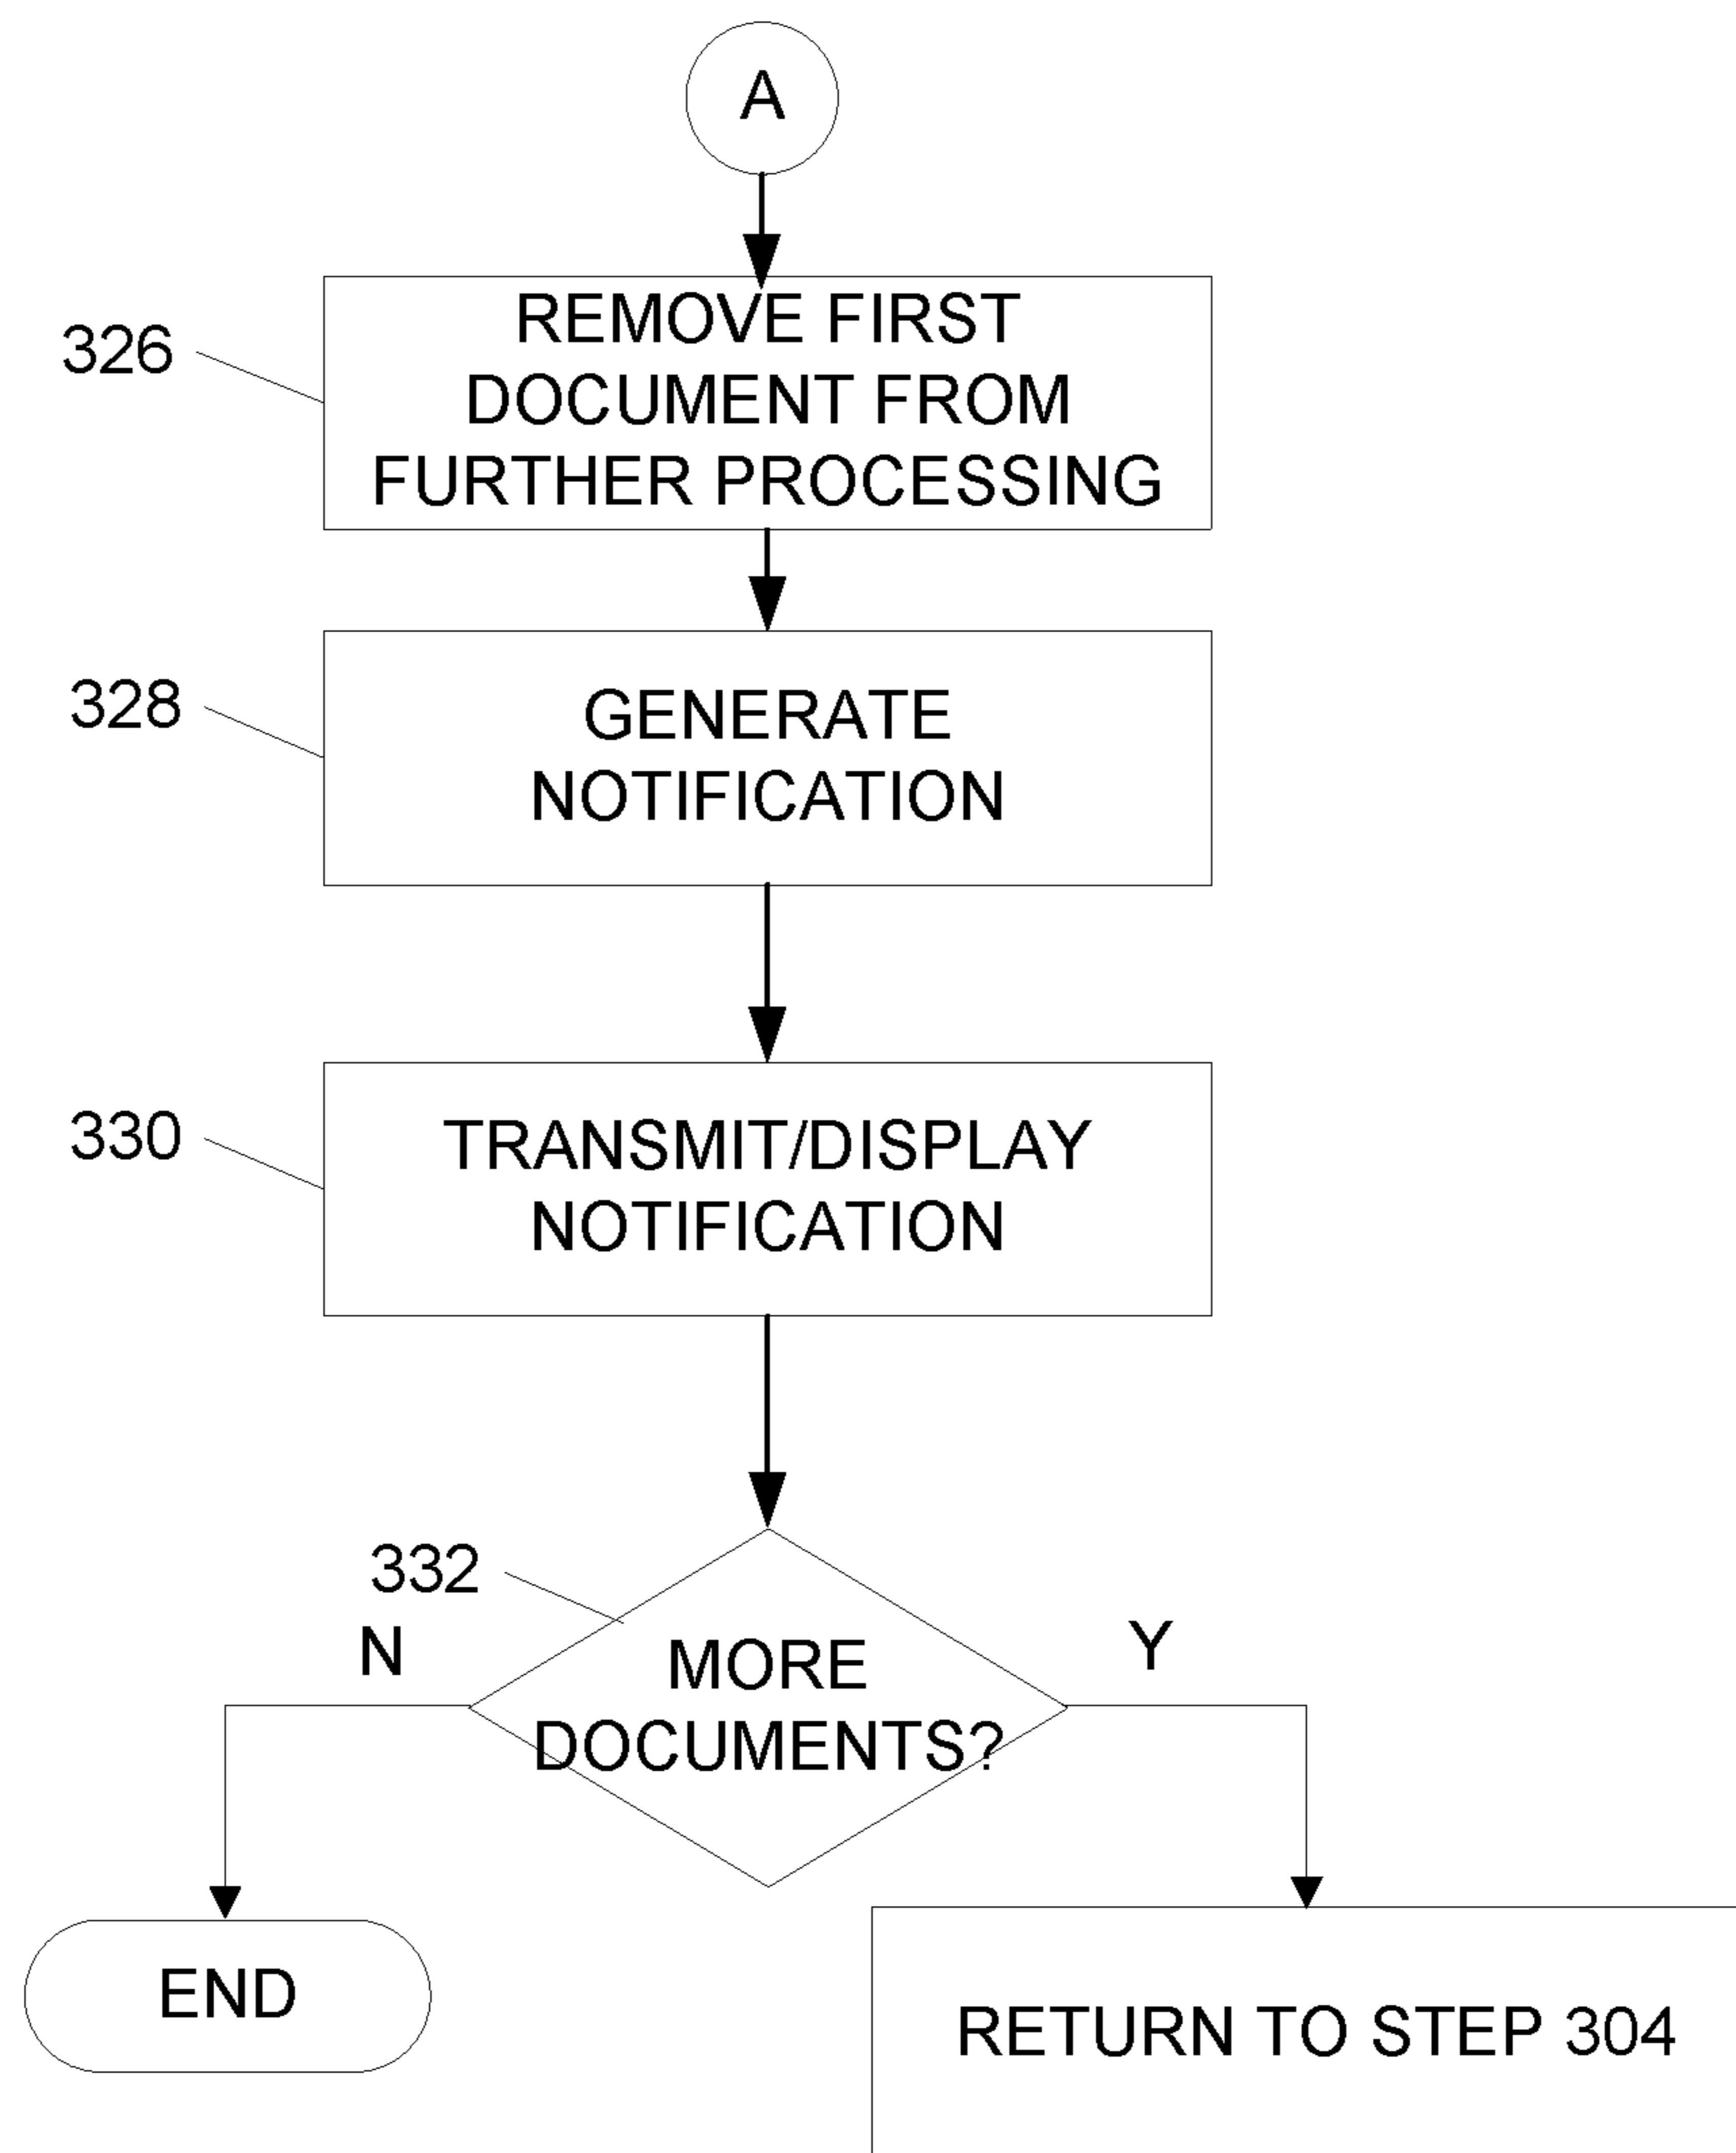 A
326
REMOVE FIRST
DOCUMENT FROM
FURTHER PROCESSING
328
GENERATE
NOTIFICATION
330
TRANSMIT/DISPLAY
NOTIFICATION
332
N
MORE
DOCUMENTS?
Y
END
RETURN TO STEP 304